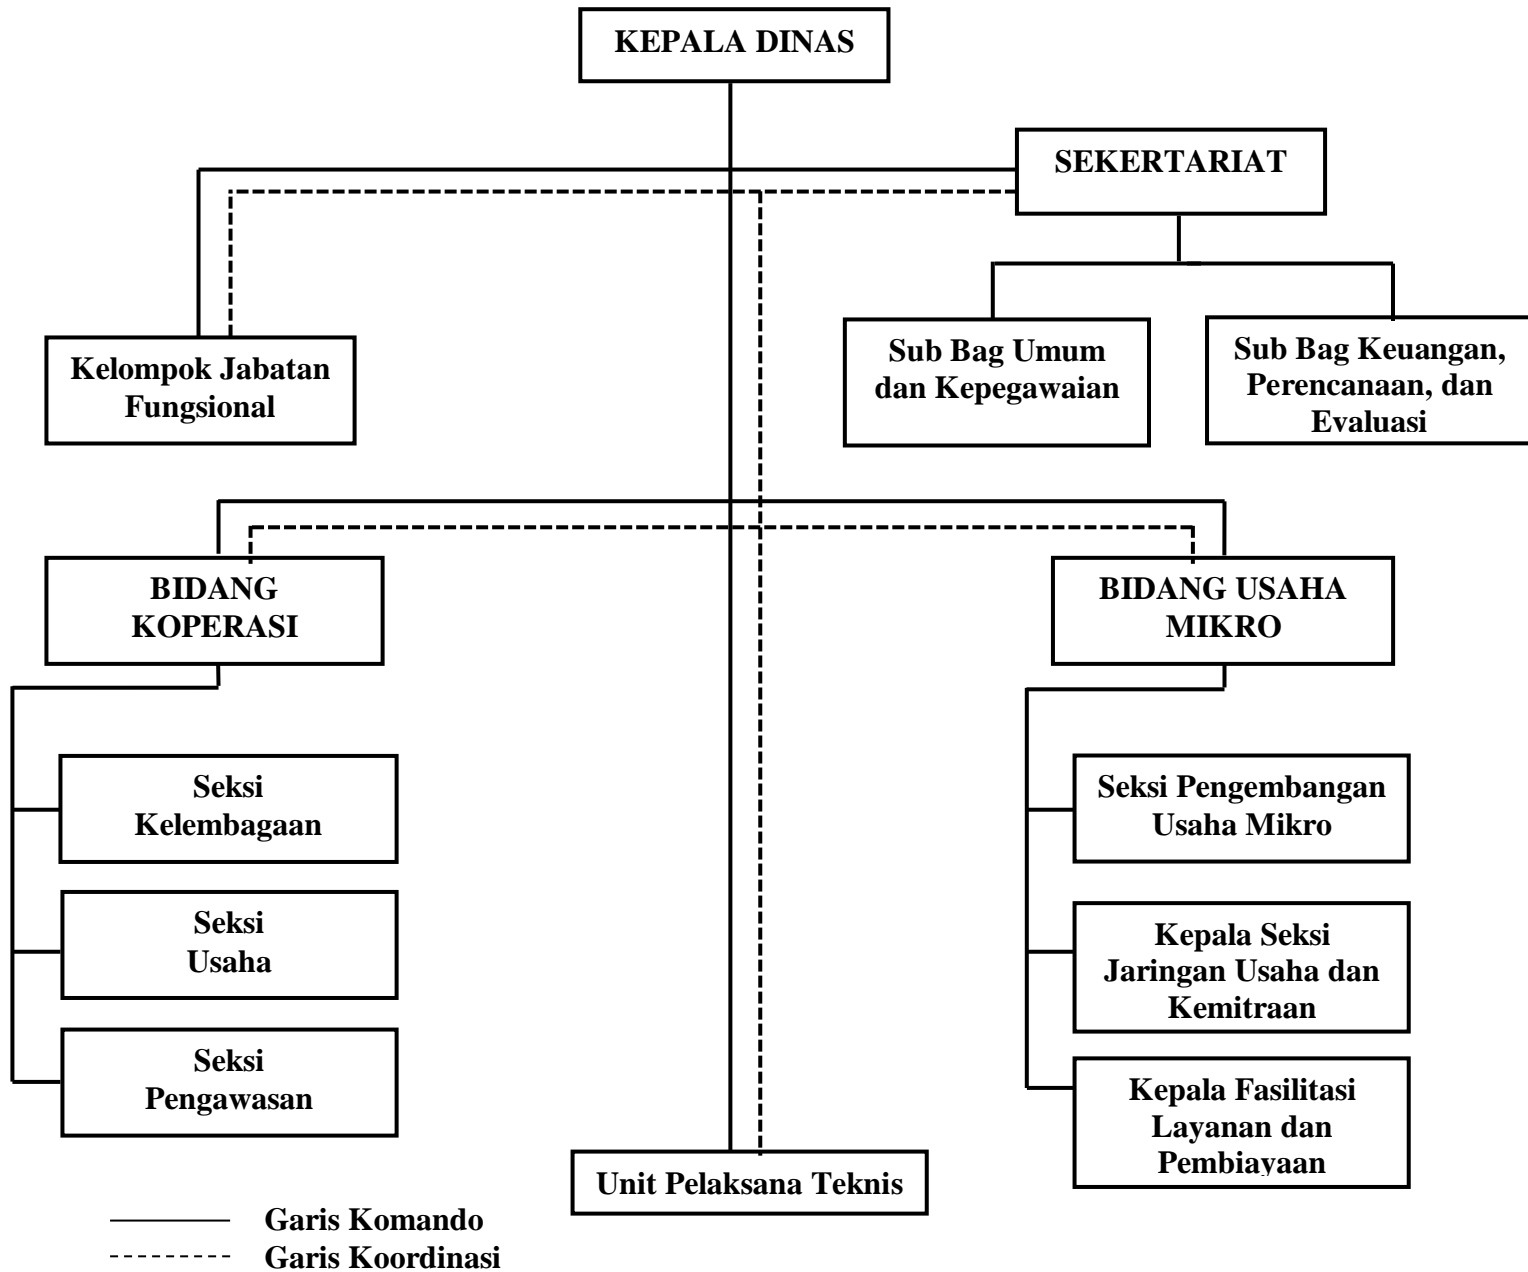 KEPALA DINAS
SEKERTARIAT
Kelompok Jabatan
Fungsional
Sub Bag Umum
dan Kepegawaian
Sub Bag Keuangan,
Perencanaan, dan
Evaluasi
BIDANG
KOPERASI
BIDANG USAHA
MIKRO
Seksi
Kelembagaan
Seksi
Usaha
Seksi
Pengawasan
Seksi Pengembangan
Usaha Mikro
Kepala Seksi
Jaringan Usaha dan
Kemitraan
Kepala Fasilitasi
Layanan dan
Pembiayaan
Unit Pelaksana Teknis
Garis Komando
Garis Koordinasi